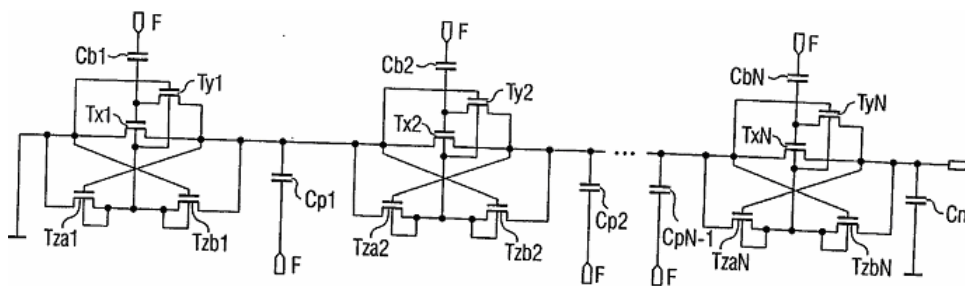 F
F
F
Cb1
Cb2
CbN
Ty1
Ty2
TyN
Tx1
Tx2
TxN
...
Cp1
Cp2
CpN-1
Cn
Tza1
Tzb1
Tza2
Tzb2
TzaN
TzbN
F
F
F